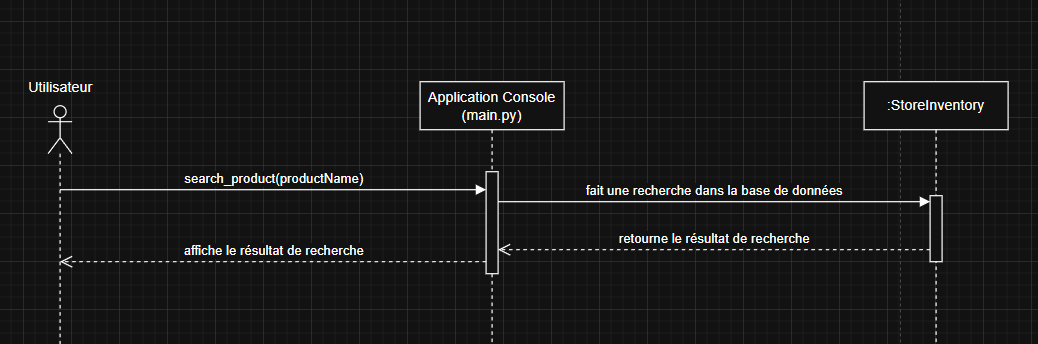 Utilisateur
Application Console
(main.py)
:StoreInventory
search_product(productName)
fait une recherche dans la base de données
retourne le résultat de recherche
affiche le résultat de recherche